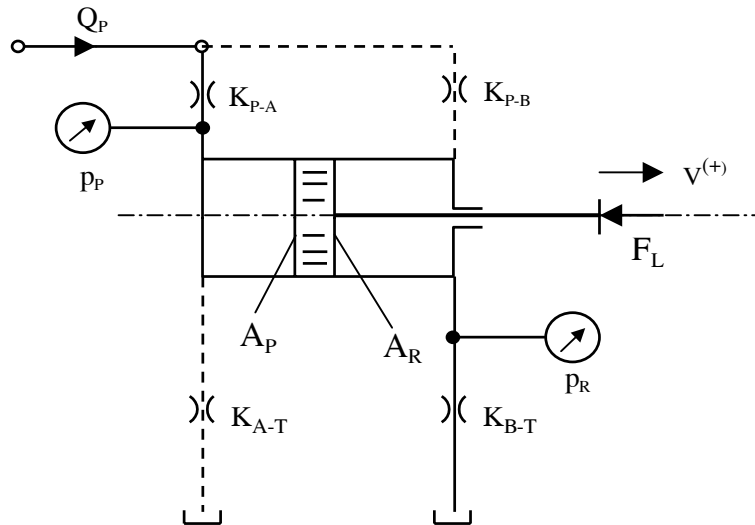 Q_P
K_P-A
K_P-B
p_P
V^(+)
F_L
A_P
A_R
p_R
K_A-T
K_B-T